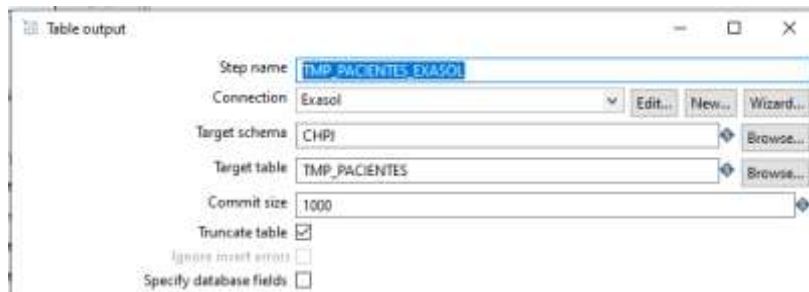 Table output
Step name TMP_PACIENTES_EXASOL
Connection Exasol Edit... New... Wizard...
Target schema CHPJ Browse...
Target table TMP_PACIENTES Browse...
Commit size 1000
Truncate table
Ignore insert errors
Specify database fields